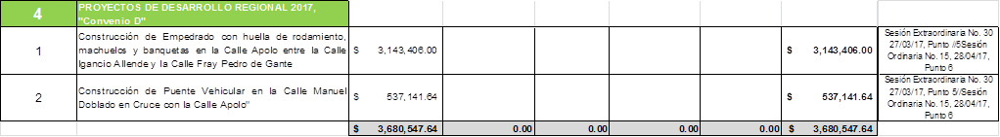 4 PROYECTOS DE DESARROLLO REGIONAL 2017,
"Convenio D"
1 Construcción de Empedrado con huella de rodamiento, machuelos y banquetas en la Calle Apolo entre la Calle Igancio Allende y la Calle Fray Pedro de Gante $ 3,143,406.00 $ 3,143,406.00 Sesión Extraordinaria No. 30 27/03/17, Punto //5Sesión Ordinaria No. 15, 28/04/17, Punto 6
2 Construcción de Puente Vehicular en la Calle Manuel Doblado en Cruce con la Calle Apolo" $ 537,141.64 $ 537,141.64 Sesión Extraordinaria No. 30 27/03/17, Punto 5//Sesión Ordinaria No. 15, 28/04/17, Punto 6
$ 3,680,547.64 0.00 0.00 0.00 0.00 $ 3,680,547.64